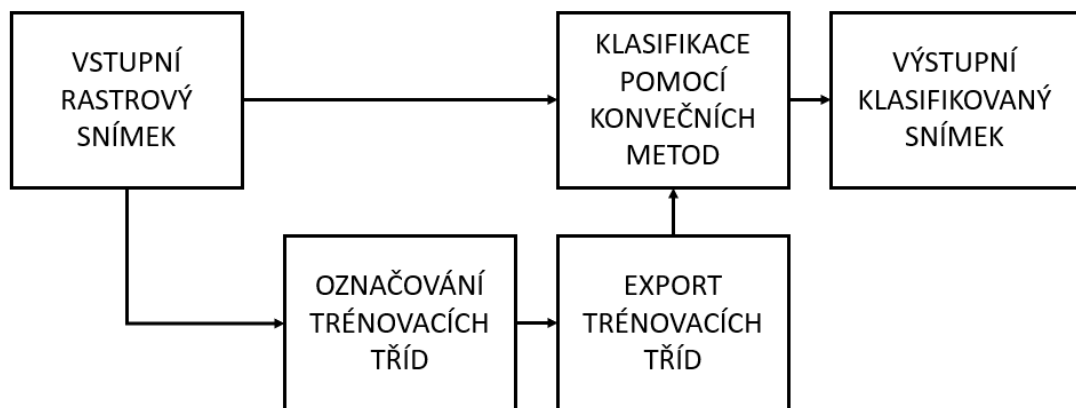 VSTUPNÍ
RASTROVÝ
SNÍMEK
KLASIFIKACE
POMOCÍ
KONVEČNÍCH
METOD
VÝSTUPNÍ
KLASIFIKOVANÝ
SNÍMEK
OZNAČOVÁNÍ
TRÉNOVACÍCH
TŘÍD
EXPORT
TRÉNOVACÍCH
TŘÍD